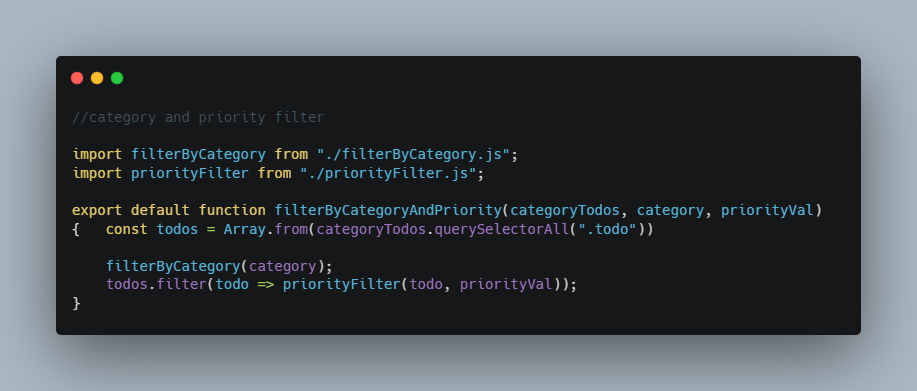 //category and priority filter
import filterByCategory from "./filterByCategory.js";
import priorityFilter from "./priorityFilter.js";
export default function filterByCategoryAndPriority(categoryTodos, category, priorityVal)
{   const todos = Array.from(categoryTodos.querySelectorAll(".todo"))
    filterByCategory(category);
    todos.filter(todo => priorityFilter(todo, priorityVal));
}